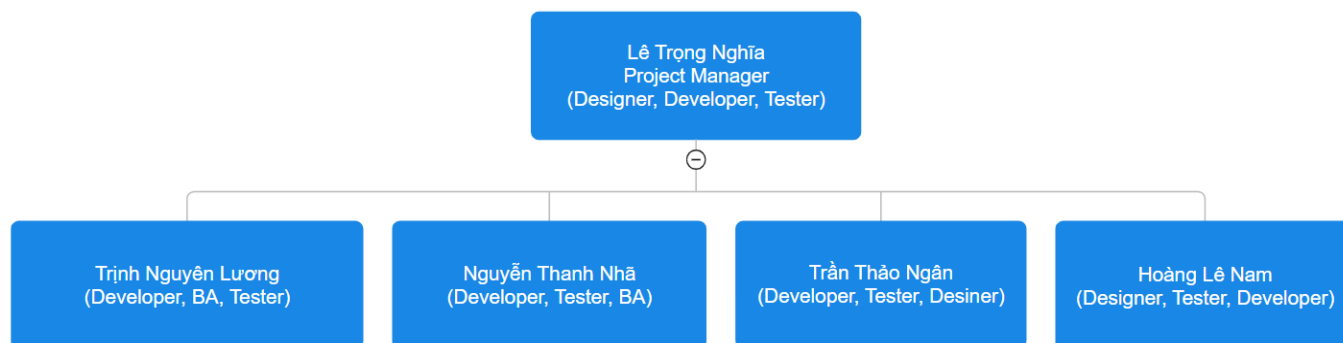 Lê Trọng Nghĩa
Project Manager
(Designer, Developer, Tester)
Trịnh Nguyên Lương
(Developer, BA, Tester)
Nguyễn Thanh Nhã
(Developer, Tester, BA)
Trần Thảo Ngân
(Developer, Tester, Desiner)
Hoàng Lê Nam
(Designer, Tester, Developer)